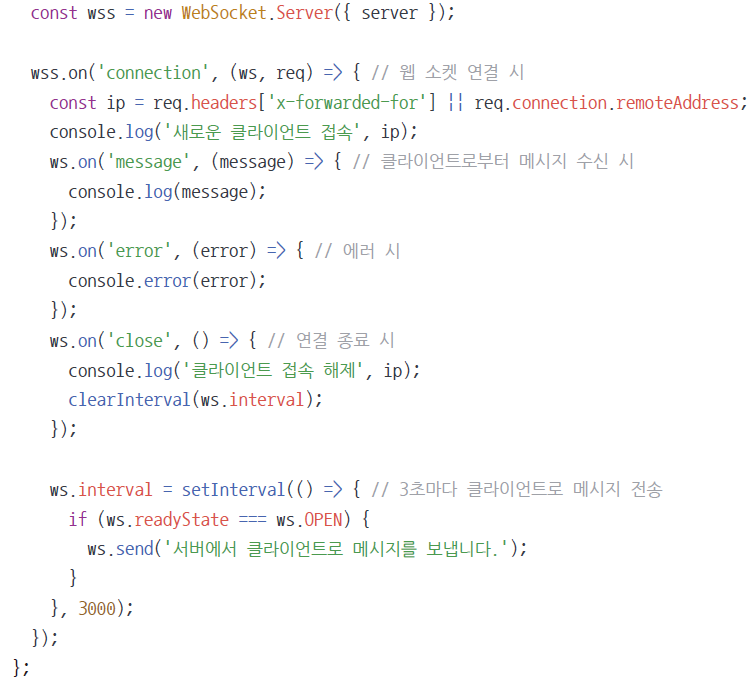 const wss = new WebSocket.Server({ server });
wss.on('connection', (ws, req) => { // 웹 소켓 연결 시
const ip = req.headers['x-forwarded-for'] || req.connection.remoteAddress;
console.log('새로운 클라이언트 접속', ip);
ws.on('message', (message) => { // 클라이언트로부터 메시지 수신 시
console.log(message);
});
ws.on('error', (error) => { // 에러 시
console.error(error);
});
ws.on('close', () => { // 연결 종료 시
console.log('클라이언트 접속 해제', ip);
clearInterval(ws.interval);
});
ws.interval = setInterval(() => { // 3초마다 클라이언트로 메시지 전송
if (ws.readyState === ws.OPEN) {
ws.send('서버에서 클라이언트로 메시지를 보냅니다.');
}
}, 3000);
});
};